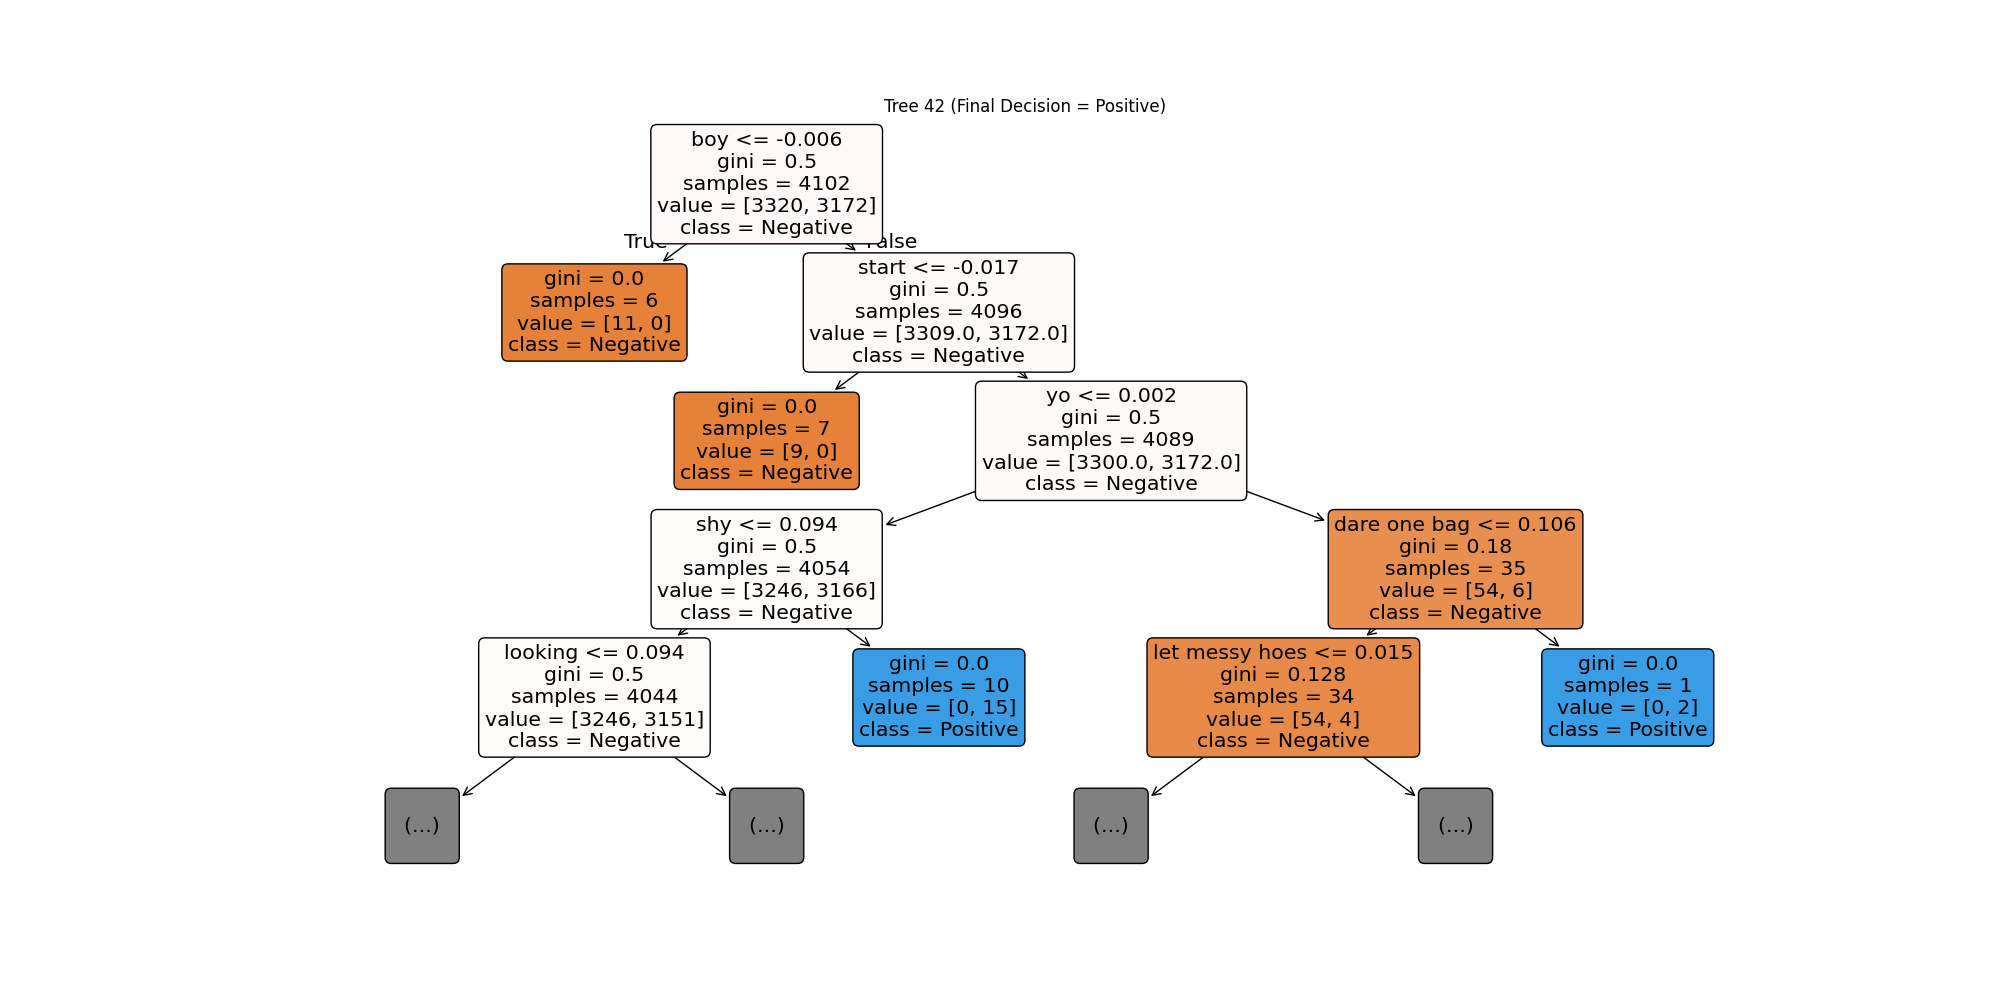 Tree 42 (Final Decision = Positive)
boy <= -0.006
gini = 0.5
samples = 4102
value = [3320, 3172]
class = Negative
True
False
gini = 0.0
samples = 6
value = [11, 0]
class = Negative
start <= -0.017
gini = 0.5
samples = 4096
value = [3309.0, 3172.0]
class = Negative
gini = 0.0
samples = 7
value = [9, 0]
class = Negative
yo <= 0.002
gini = 0.5
samples = 4089
value = [3300.0, 3172.0]
class = Negative
shy <= 0.094
gini = 0.5
samples = 4054
value = [3246, 3166]
class = Negative
dare one bag <= 0.106
gini = 0.18
samples = 35
value = [54, 6]
class = Negative
looking <= 0.094
gini = 0.5
samples = 4044
value = [3246, 3151]
class = Negative
gini = 0.0
samples = 10
value = [0, 15]
class = Positive
let messy hoes <= 0.015
gini = 0.128
samples = 34
value = [54, 4]
class = Negative
gini = 0.0
samples = 1
value = [0, 2]
class = Positive
(...)
(...)
(...)
(...)